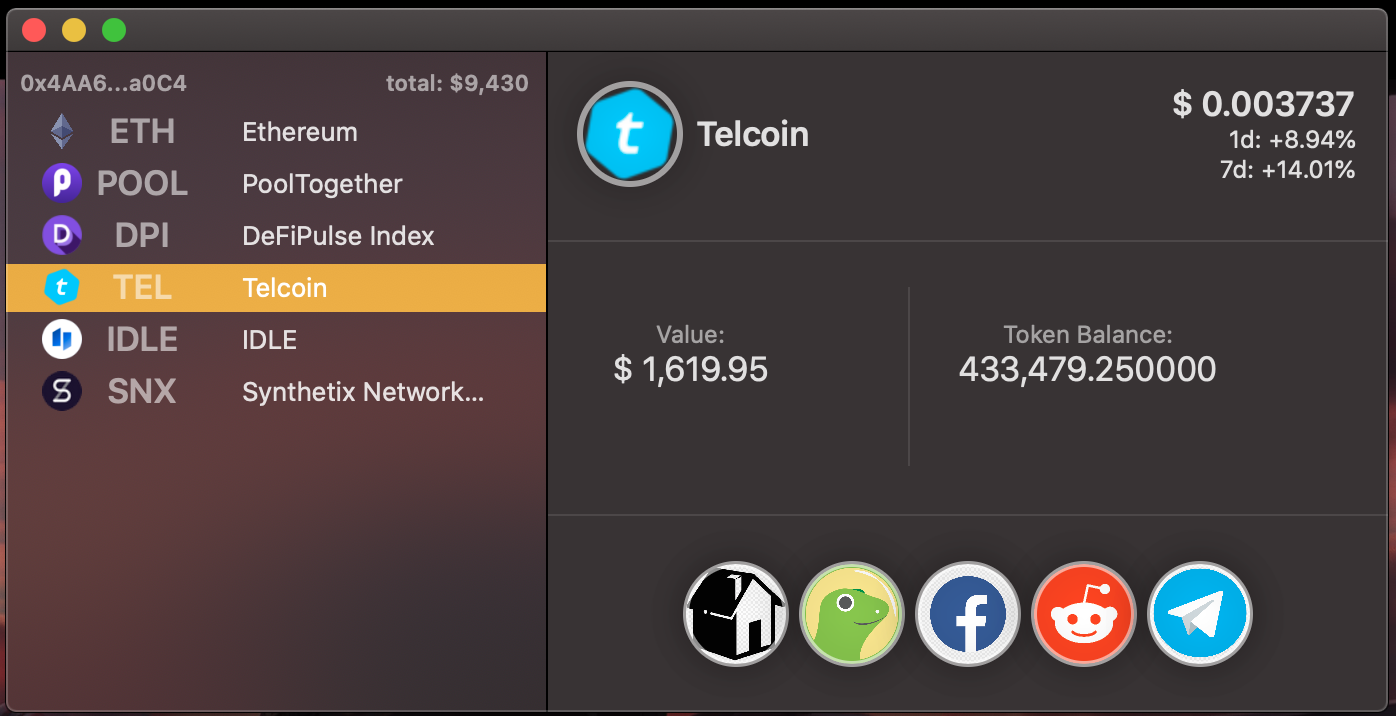 0x4AA6...a0C4 total: $9,430
ETH Ethereum
POOL PoolTogether
DPI DeFiPulse Index
TEL Telcoin
IDLE IDLE
SNX Synthetix Network...
Telcoin
$ 0.003737
1d: +8.94%
7d: +14.01%
Value:
$ 1,619.95
Token Balance:
433,479.250000